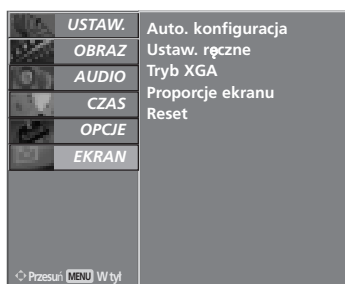 USTAW.
OBRAZ
AUDIO
CZAS
OPCJE
EKRAN
Auto. konfiguracja
Ustaw. ręczne
Tryb XGA
Proporcje ekranu
Reset
Przesuń MENU W tył